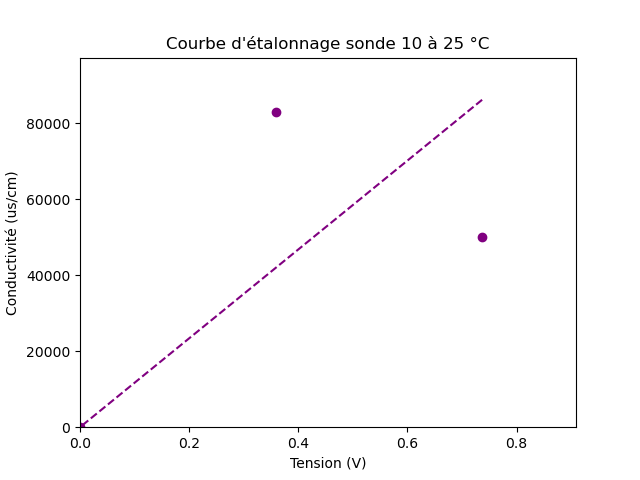 Courbe d'étalonnage sonde 10 à 25 °C
Conductivité (us/cm)
80000
60000
40000
20000
0
0.0 0.2 0.4 0.6 0.8
Tension (V)